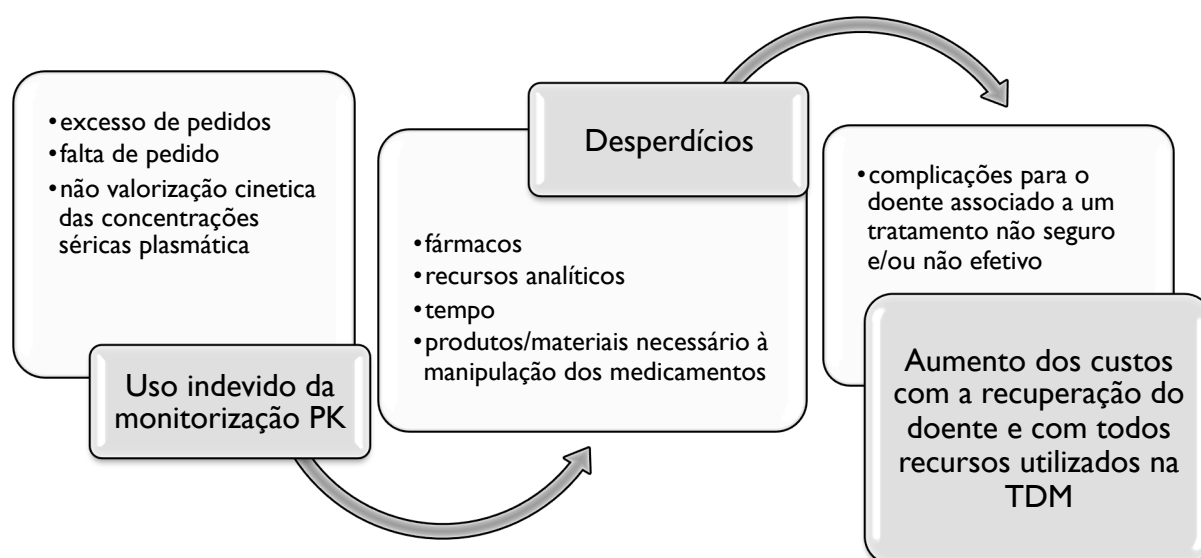 •excesso de pedidos
•falta de pedido
•não valorização cinetica
das concentrações
séricas plasmática
Uso indevido da
monitorização PK
Desperdícios
•fármacos
•recursos analíticos
•tempo
•produtos/materiais necessário à
manipulação dos medicamentos
•complicações para o
doente associado a um
tratamento não seguro
e/ou não efetivo
Aumento dos custos
com a recuperação do
doente e com todos
recursos utilizados na
TDM